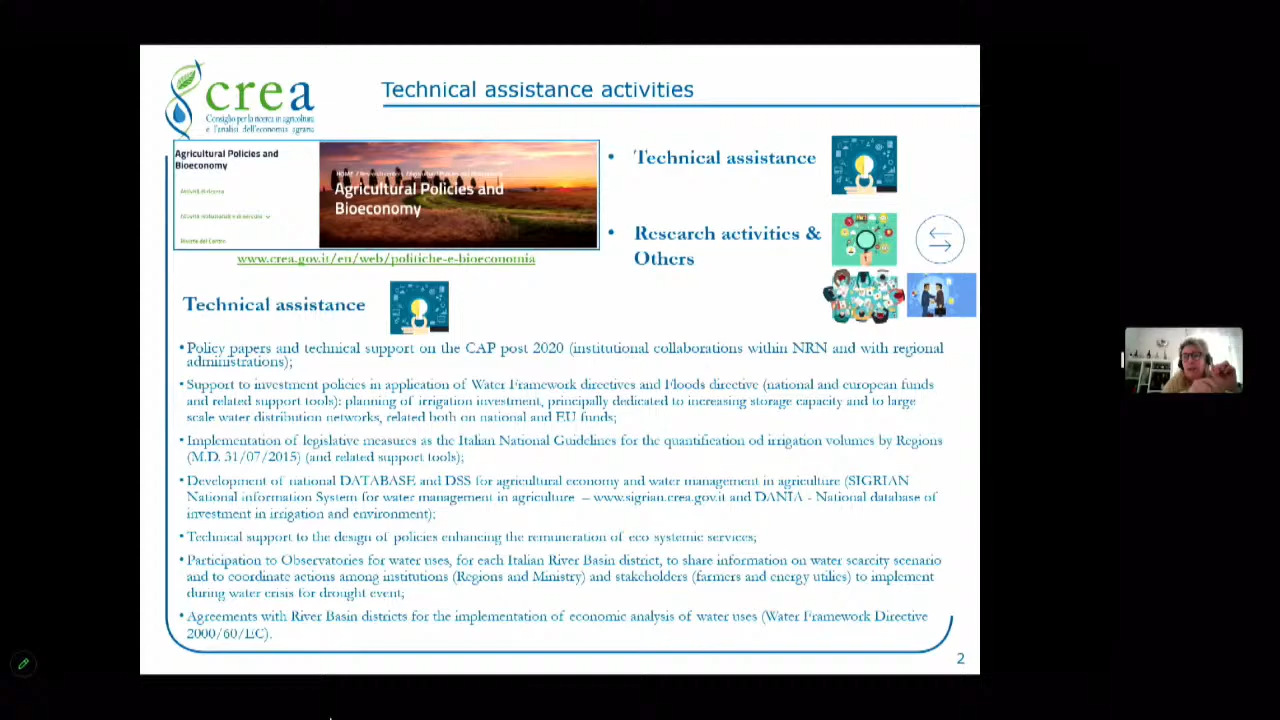 crea
Consiglio per la ricerca in agricoltura
e l'analisi dell'economia agraria
Technical assistance activities
Agricultural Policies and
Bioeconomy
Attività di ricerca
HOME / Research centers / Agricultural Policies and Bioeconomy
Agricultural Policies and
Bioeconomy
www.crea.gov.it/en/web/politiche-e-bioeconomia
• Technical assistance
• Research activities &
Others
Technical assistance
• Policy papers and technical support on the CAP post 2020 (institutional collaborations within NRN and with regional
administrations);
• Support to investment policies in application of Water Framework directives and Floods directive (national and european funds
and related support tools): planning of irrigation investment, principally dedicated to increasing storage capacity and to large
scale water distribution networks, related both on national and EU funds;
• Implementation of legislative measures as the Italian National Guidelines for the quantification od irrigation volumes by Regions
(M.D. 31/07/2015) (and related support tools);
• Development of national DATABASE and DSS for agricultural economy and water management in agriculture (SIGRIAN
National information System for water management in agriculture – www.sigrian.crea.gov.it and DANIA - National database of
investment in irrigation and environment);
• Technical support to the design of policies enhancing the remuneration of eco systemic services;
• Participation to Observatories for water uses, for each Italian River Basin district, to share information on water scarcity scenario
and to coordinate actions among institutions (Regions and Ministry) and stakeholders (farmers and energy utilies) to implement
during water crisis for drought event;
• Agreements with River Basin districts for the implementation of economic analysis of water uses (Water Framework Directive
2000/60/EC).
2